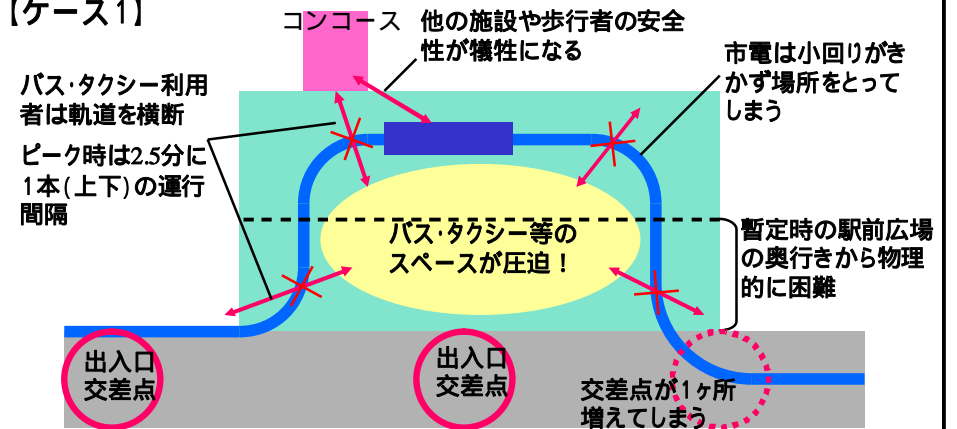 【ケース1】
コンコース
他の施設や歩行者の安全
性が犠牲になる
市電は小回りがき
かず場所をとって
しまう
バス・タクシー利用
者は軌道を横断
ピーク時は2.5分に
1本(上下)の運行
間隔
バス・タクシー等の
スペースが圧迫！
暫定時の駅前広場
の奥行きから物理
的に困難
出入口
交差点
出入口
交差点
交差点が1ヶ所
増えてしまう